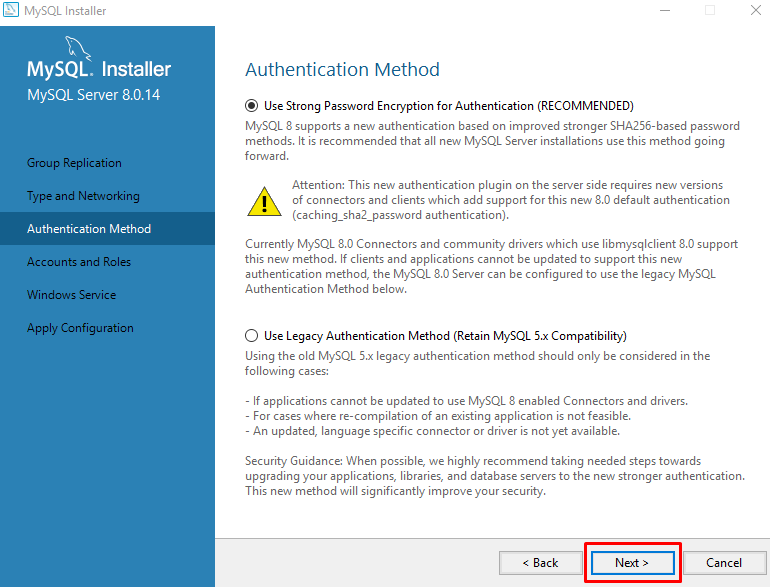 MySQL Installer
MySQL. Installer
MySQL Server 8.0.14
Group Replication
Type and Networking
Authentication Method
Accounts and Roles
Windows Service
Apply Configuration
Authentication Method
Use Strong Password Encryption for Authentication (RECOMMENDED)
MySQL 8 supports a new authentication based on improved stronger SHA256-based password
methods. It is recommended that all new MySQL Server installations use this method going
forward.
Attention: This new authentication plugin on the server side requires new versions
of connectors and clients which add support for this new 8.0 default authentication
(caching_sha2_password authentication).
Currently MySQL 8.0 Connectors and community drivers which use libmysqlclient 8.0 support
this new method. If clients and applications cannot be updated to support this new
authentication method, the MySQL 8.0 Server can be configured to use the legacy MySQL
Authentication Method below.
Use Legacy Authentication Method (Retain MySQL 5.x Compatibility)
Using the old MySQL 5.x legacy authentication method should only be considered in the
following cases:
- If applications cannot be updated to use MySQL 8 enabled Connectors and drivers.
- For cases where re-compilation of an existing application is not feasible.
- An updated, language specific connector or driver is not yet available.
Security Guidance: When possible, we highly recommend taking needed steps towards
upgrading your applications, libraries, and database servers to the new stronger authentication.
This new method will significantly improve your security.
< Back
Next >
Cancel